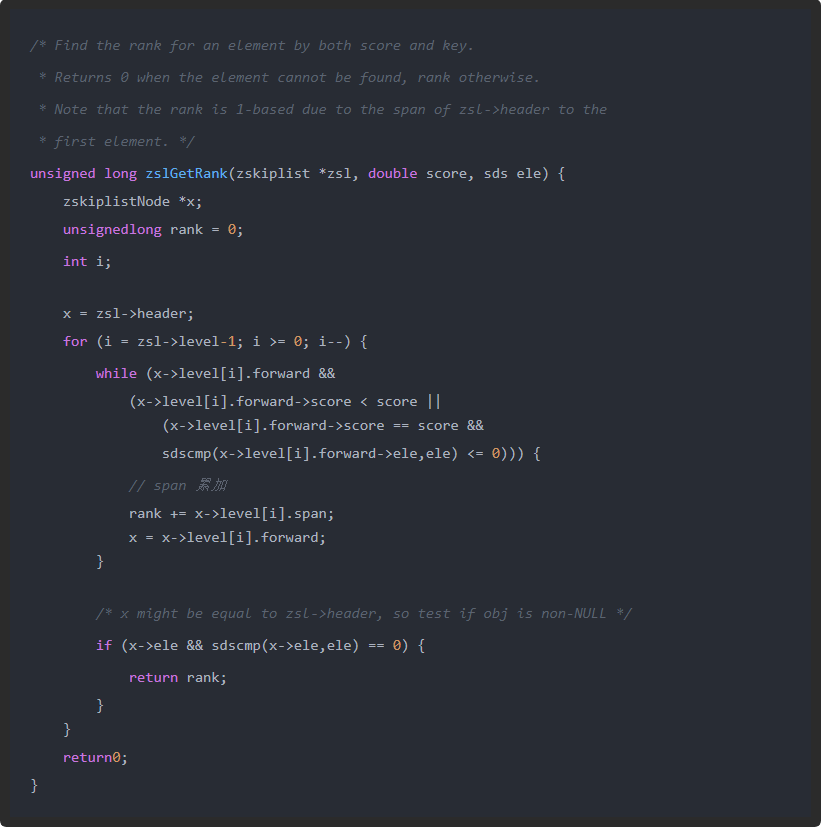 /* Find the rank for an element by both score and key.
 * Returns 0 when the element cannot be found, rank otherwise.
 * Note that the rank is 1-based due to the span of zsl->header to the
 * first element. */
unsigned long zslGetRank(zskiplist *zsl, double score, sds ele) {
    zskiplistNode *x;
    unsignedlong rank = 0;
    int i;
    x = zsl->header;
    for (i = zsl->level-1; i >= 0; i--) {
        while (x->level[i].forward &&
            (x->level[i].forward->score < score ||
                (x->level[i].forward->score == score &&
                sdscmp(x->level[i].forward->ele,ele) <= 0))) {
            // span 累加
            rank += x->level[i].span;
            x = x->level[i].forward;
        }
        /* x might be equal to zsl->header, so test if obj is non-NULL */
        if (x->ele && sdscmp(x->ele,ele) == 0) {
            return rank;
        }
    }
    return0;
}